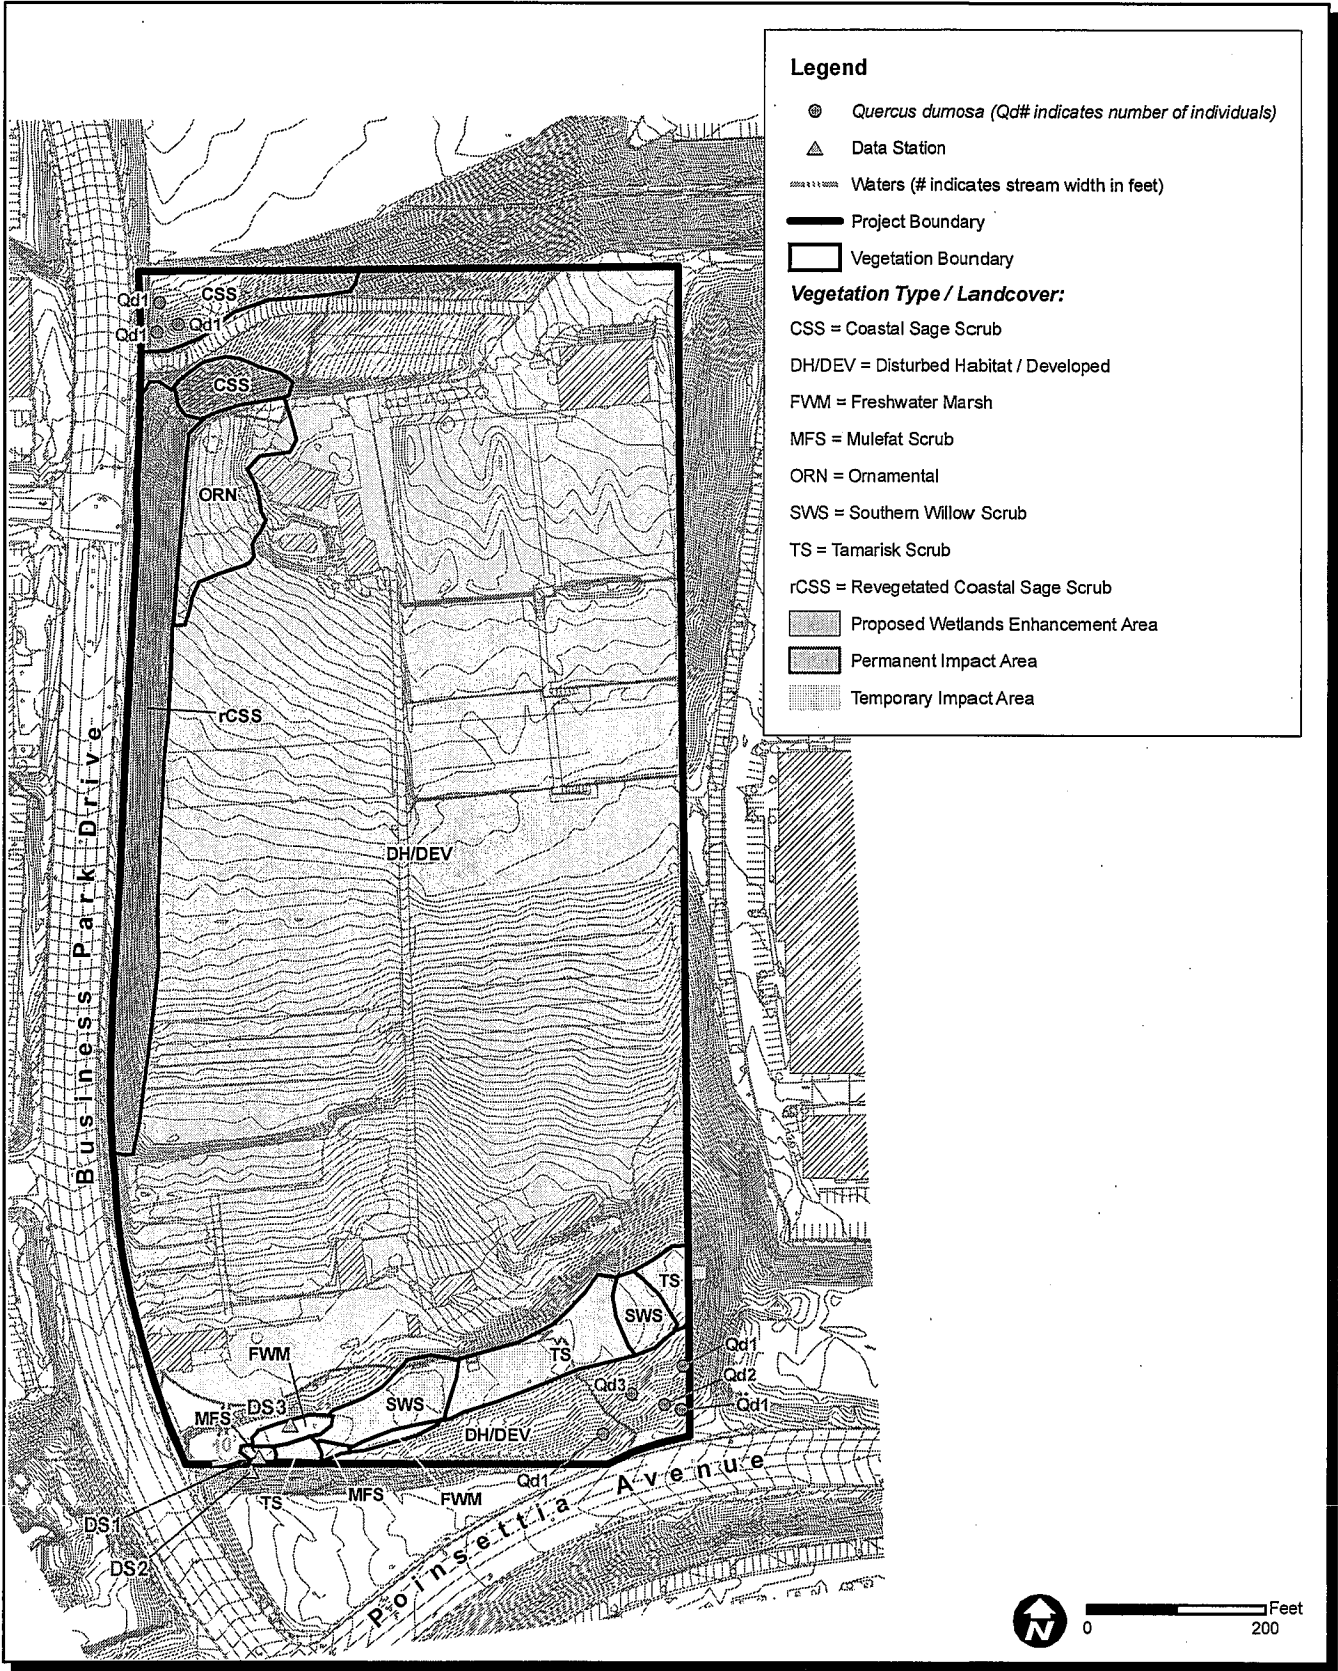 Legend
Quercus dumosa (Qd# indicates number of individuals)
Data Station
Waters (# indicates stream width in feet)
Project Boundary
Vegetation Boundary
Vegetation Type / Landcover:
CSS = Coastal Sage Scrub
DH/DEV = Disturbed Habitat / Developed
FWM = Freshwater Marsh
MFS = Mulefat Scrub
ORN = Ornamental
SWS = Southern Willow Scrub
TS = Tamarisk Scrub
rCSS = Revegetated Coastal Sage Scrub
Proposed Wetlands Enhancement Area
Permanent Impact Area
Temporary Impact Area
Qd1
CSS
Qd1
Qd1
CSS
ORN
rCSS
Business Park Drive
DH/DEV
TS
SWS
TS
FWM
Qd1
Qd2
Qd3
Qd1
SWS
DS3
MFS
DH/DEV
Qd1
TS
MFS
FWM
DS1
DS2
Poinsettia Avenue
N
Feet
0 200